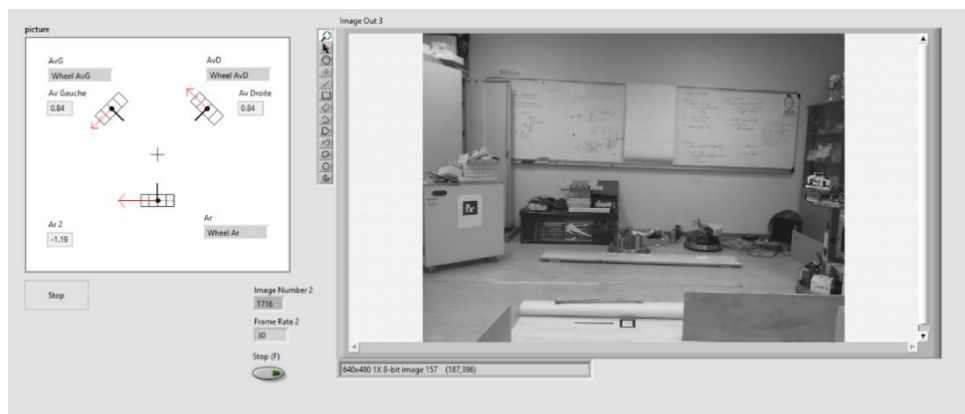 picture
AvG
Wheel AvG
Av Gauche
0.84
AvD
Wheel AvD
Av Droite
0.84
Ar 2
-1.19
Ar
Wheel Ar
Stop
Image Number 2
1716
Frame Rate 2
30
Stop (F)
Image Out 3
640x480 1X 8-bit image 157 (187,396)